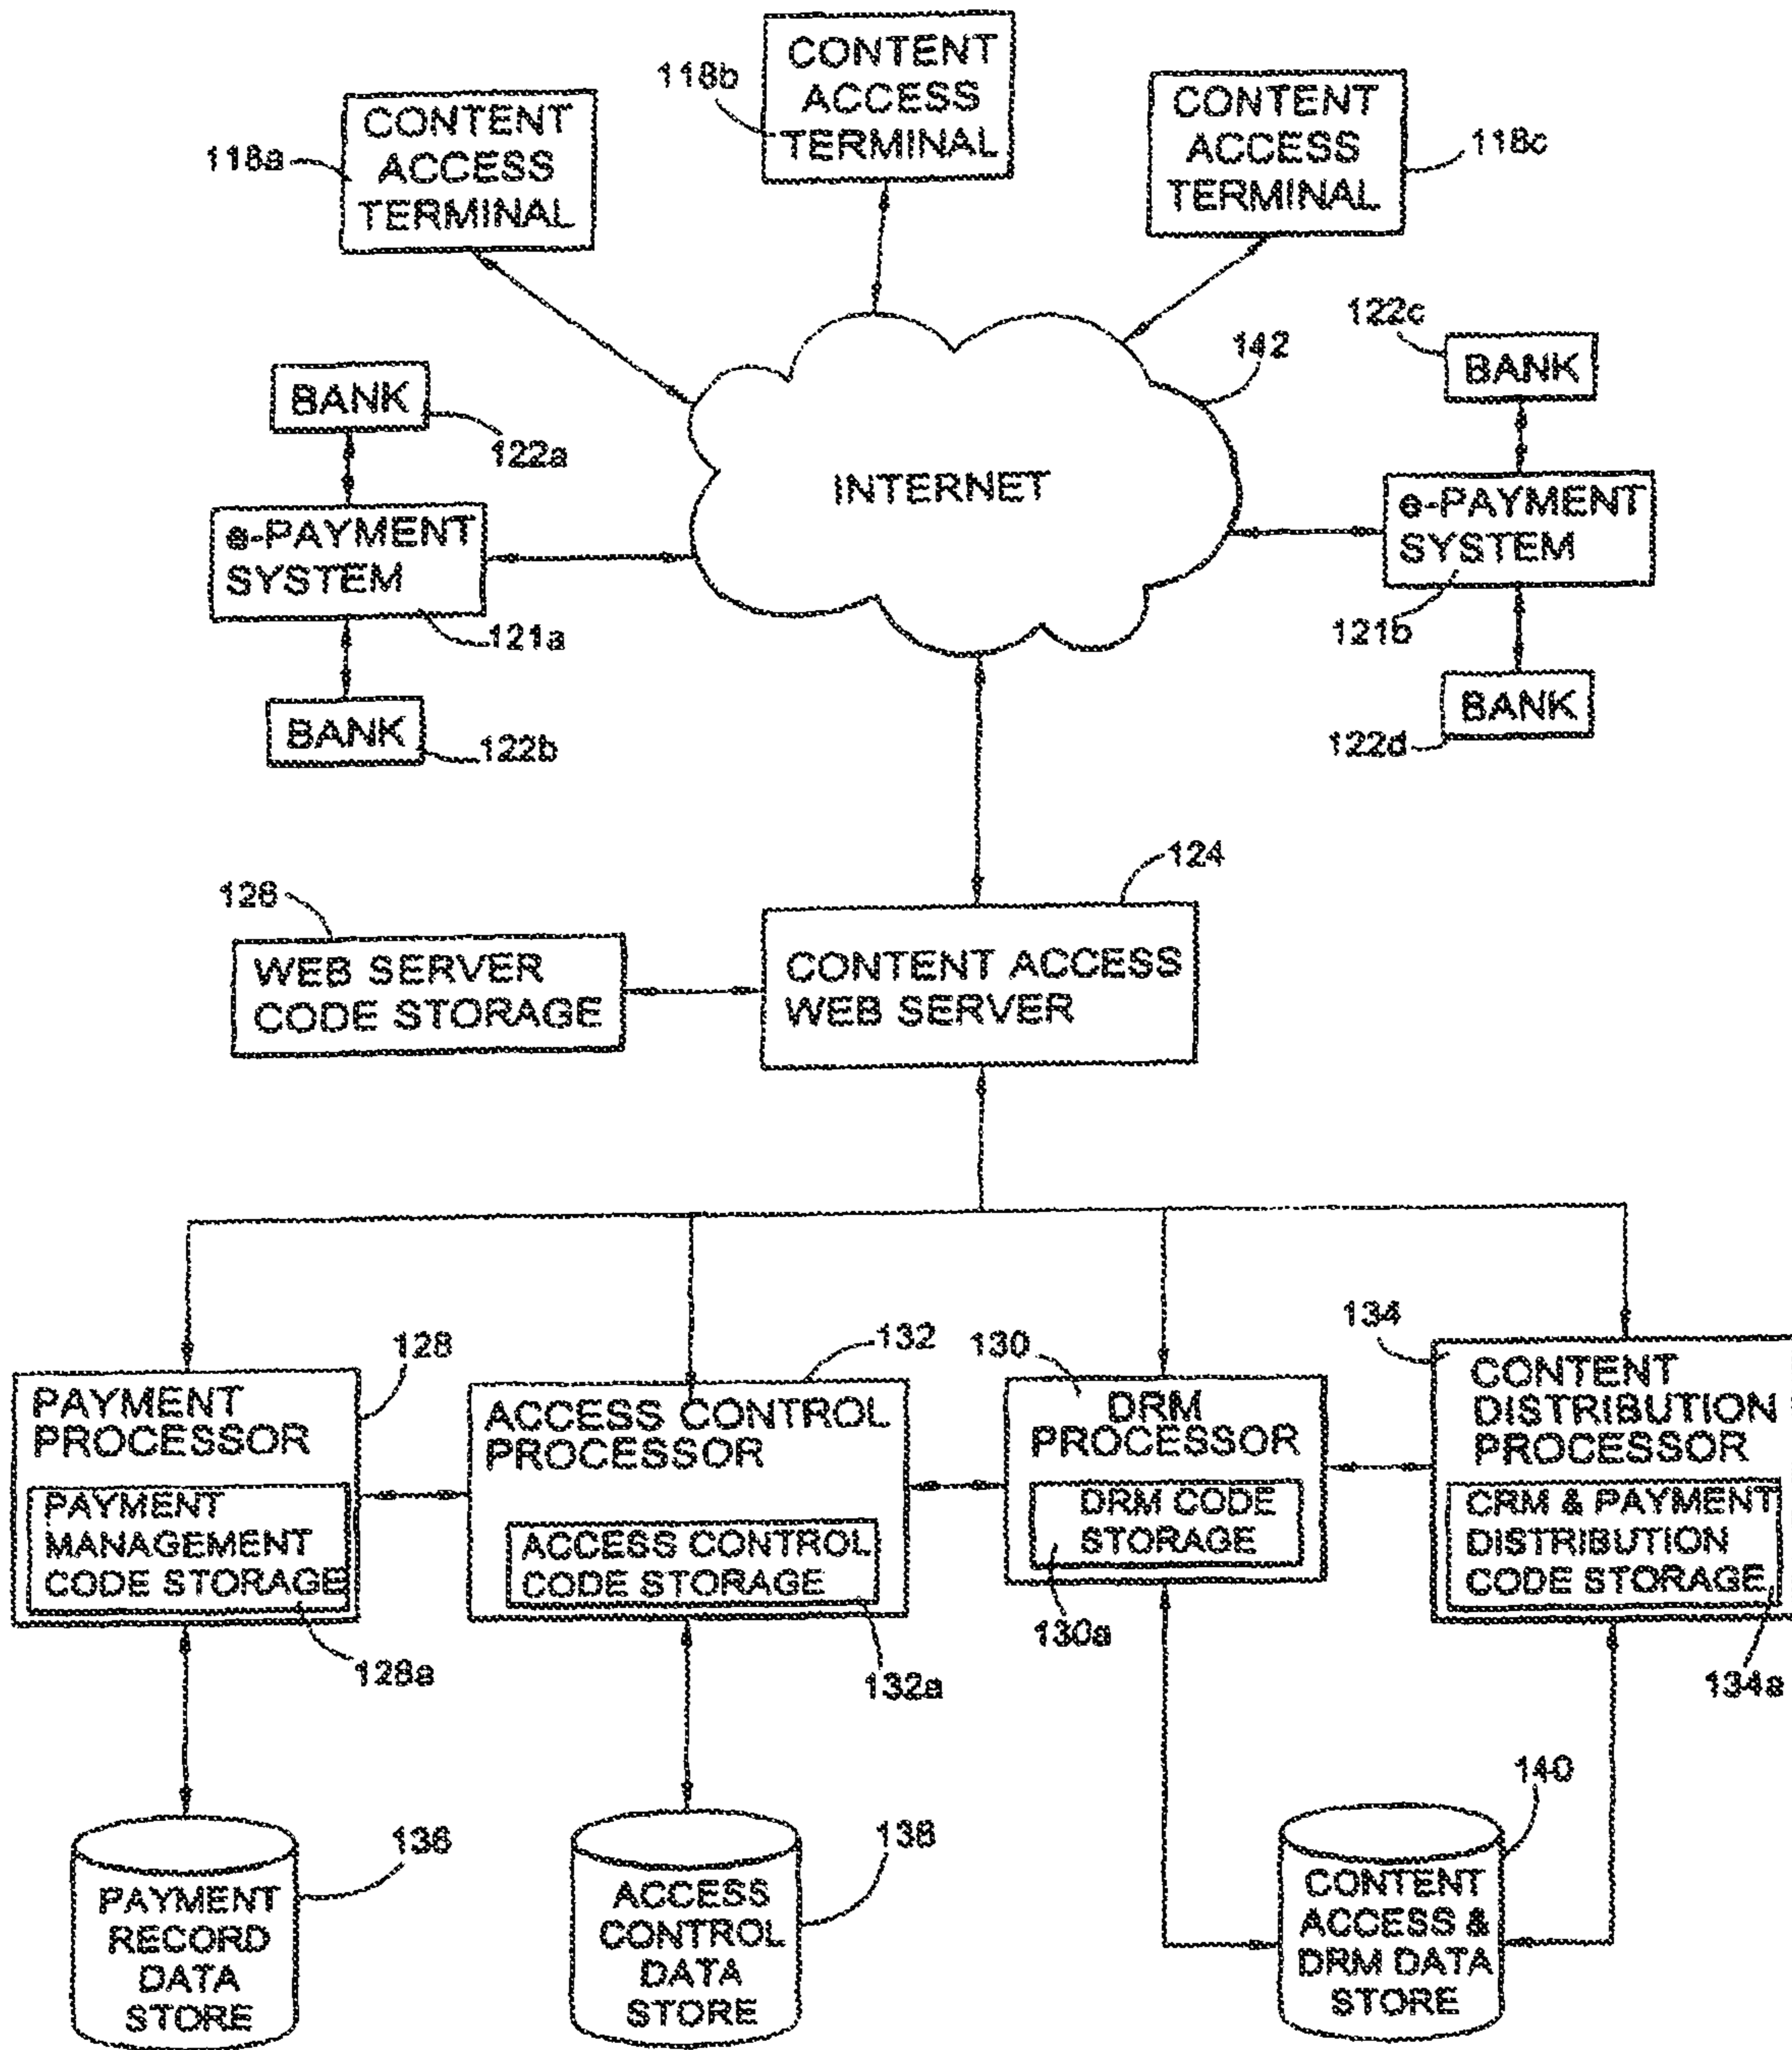 CONTENT
ACCESS
TERMINAL
118a
118b
CONTENT
ACCESS
TERMINAL
CONTENT
ACCESS
TERMINAL
118c
BANK
122a
e-PAYMENT
SYSTEM
121a
BANK
122b
INTERNET
142
122c
BANK
e-PAYMENT
SYSTEM
121b
BANK
122d
126
WEB SERVER
CODE STORAGE
124
CONTENT ACCESS
WEB SERVER
128
PAYMENT
PROCESSOR
PAYMENT
MANAGEMENT
CODE STORAGE
128a
132
ACCESS CONTROL
PROCESSOR
ACCESS CONTROL
CODE STORAGE
132a
130
DRM
PROCESSOR
DRM CODE
STORAGE
130a
134
CONTENT
DISTRIBUTION
PROCESSOR
CRM & PAYMENT
DISTRIBUTION
CODE STORAGE
134a
136
PAYMENT
RECORD
DATA
STORE
138
ACCESS
CONTROL
DATA
STORE
140
CONTENT
ACCESS &
DRM DATA
STORE